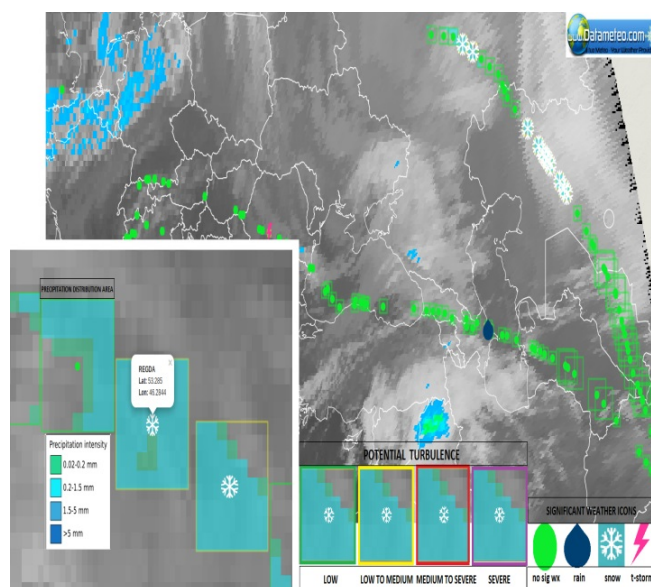 Datameteo.com
PRECIPITATION DISTRIBUTION AREA
REGDA
Lat: 53.285
Lon: 48.2844
Precipitation intensity
0.02-0.2 mm
0.2-1.5 mm
1.5-5 mm
>5 mm
POTENTIAL TURBULENCE
LOW
LOW TO MEDIUM
MEDIUM TO SEVERE
SEVERE
SIGNIFICANT WEATHER ICONS
no sig wx
rain
snow
t-storm